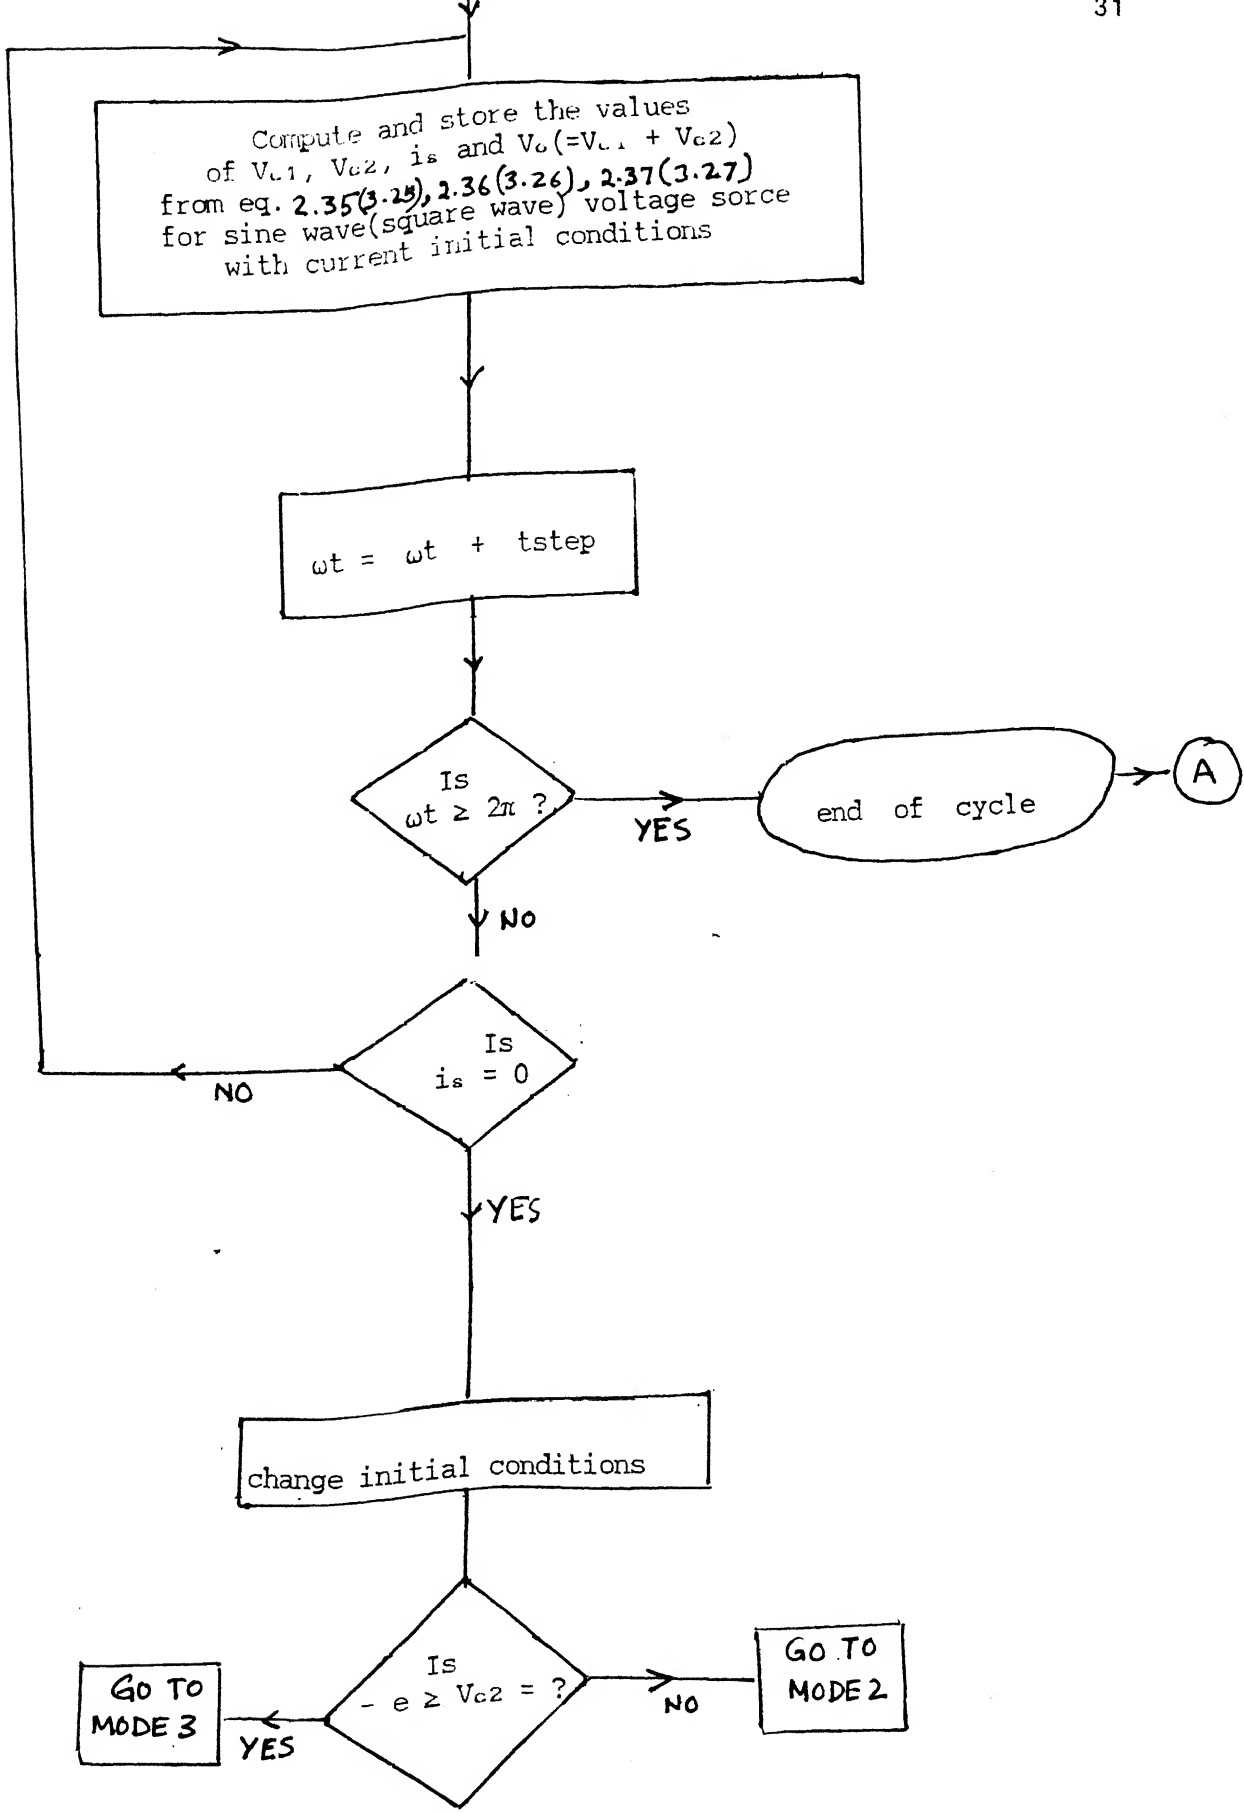 31
Compute and store the values
of Vc1, Vc2, is and Vo(=Vc1 + Vc2)
from eq. 2.35(3.25), 2.36(3.26), 2.37(3.27)
for sine wave(square wave) voltage sorce
with current initial conditions
ωt = ωt + tstep
Is
ωt ≥ 2π ?
YES
end of cycle
A
NO
Is
is = 0
NO
YES
change initial conditions
Is
- e ≥ Vc2 = ?
NO
GO TO
MODE 2
YES
GO TO
MODE 3